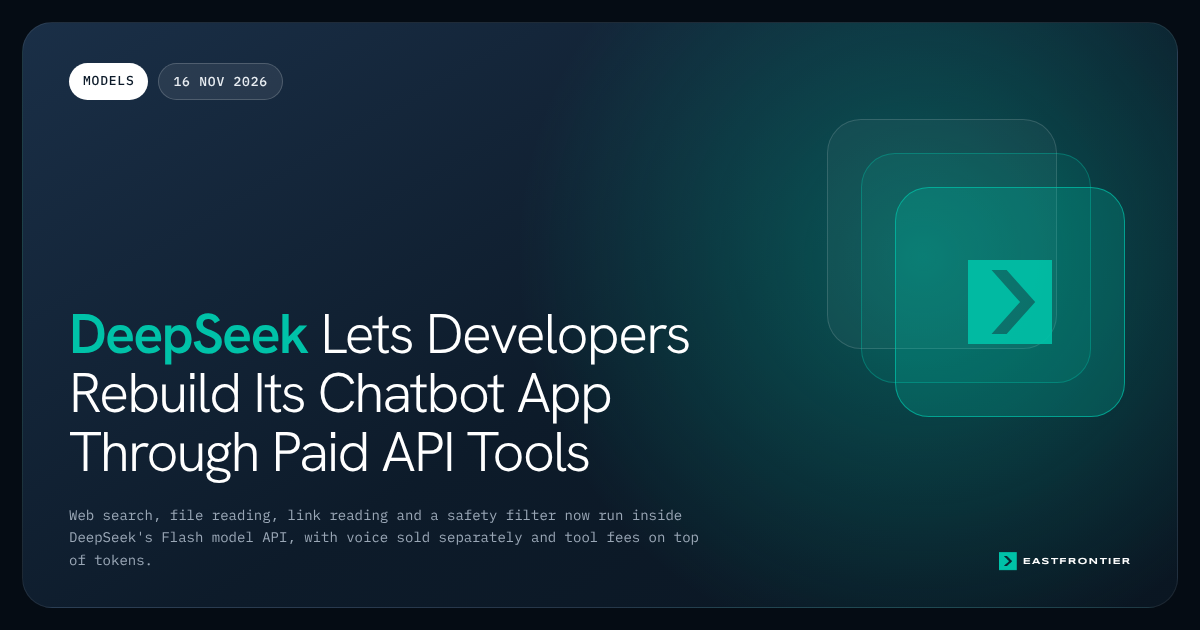 MODELS
16 NOV 2026
DeepSeek Lets Developers
Rebuild Its Chatbot App
Through Paid API Tools
Web search, file reading, link reading and a safety filter now run inside
DeepSeek's Flash model API, with voice sold separately and tool fees on top
of tokens.
EASTFRONTIER